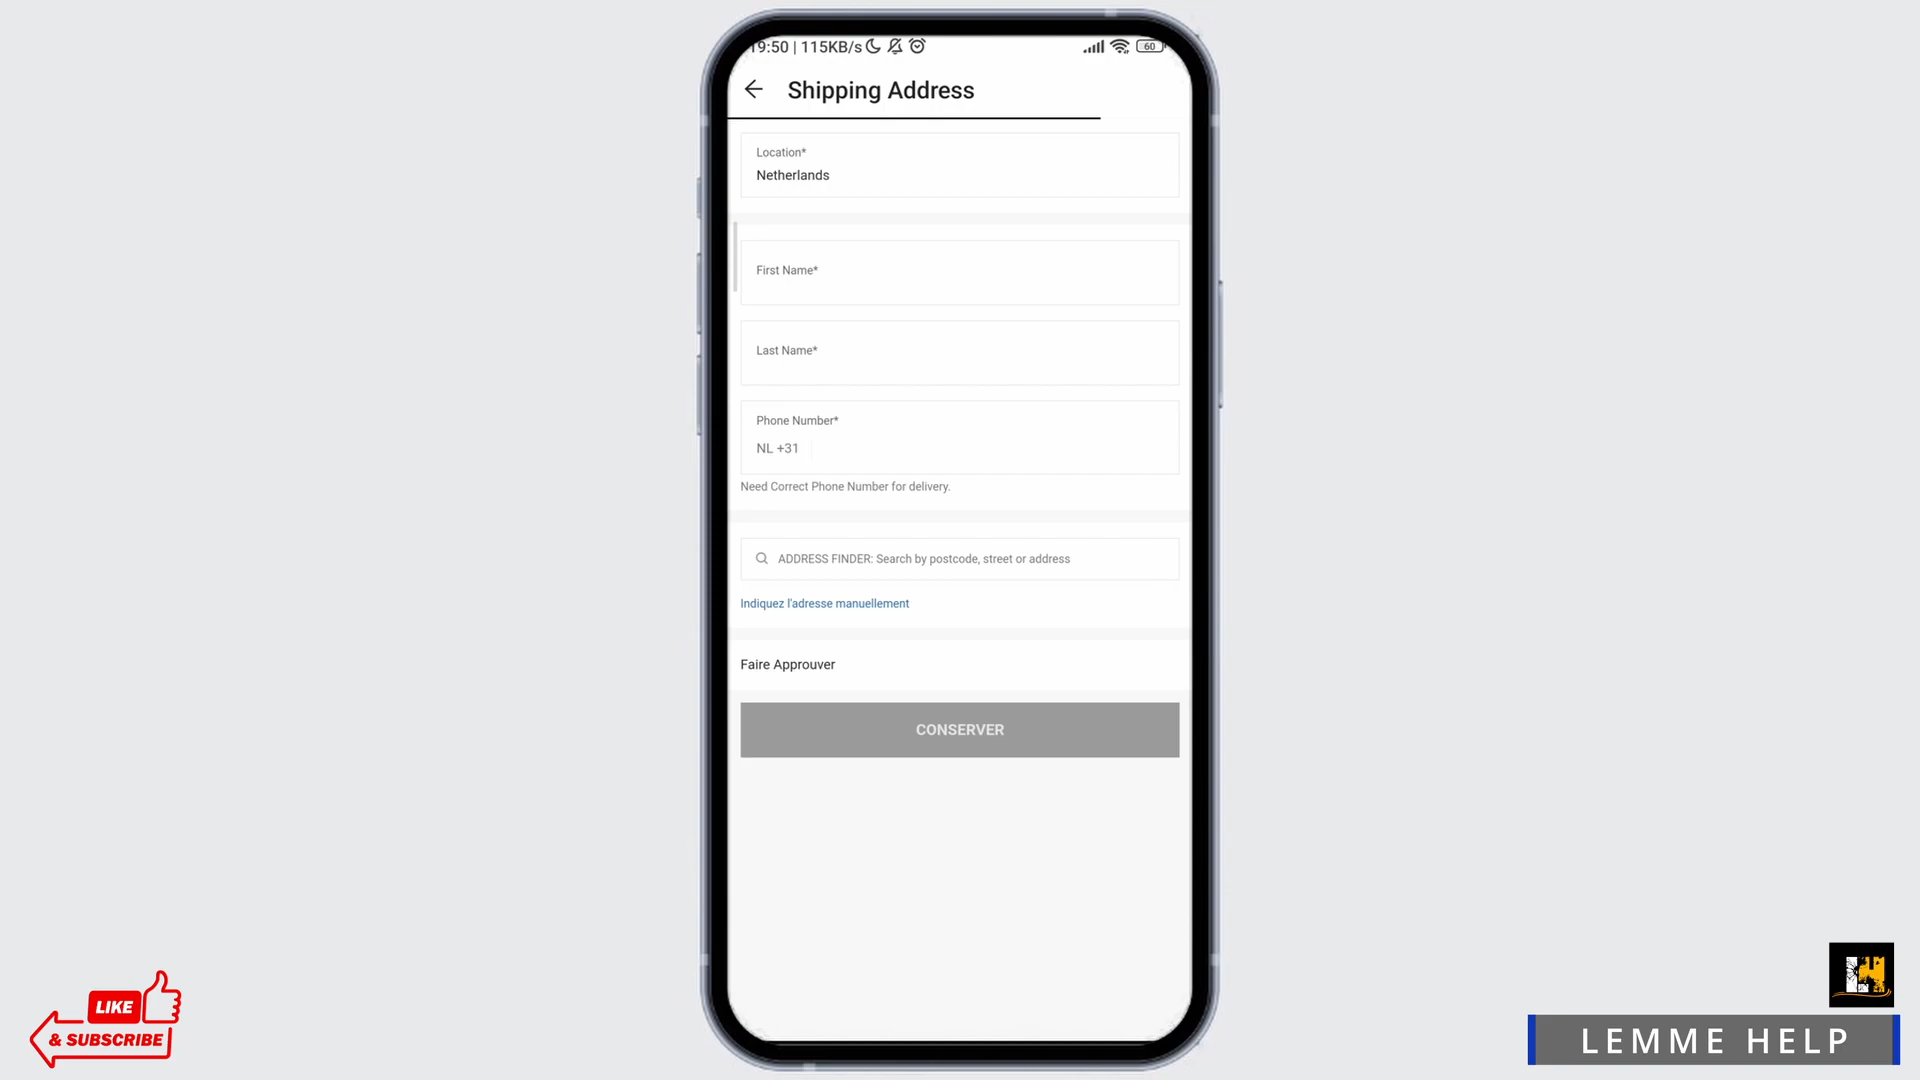 19:50 | 115KB/s
60
Shipping Address
Location*
Netherlands
First Name*
Last Name*
Phone Number*
NL +31
Need Correct Phone Number for delivery.
ADDRESS FINDER: Search by postcode, street or address
Indiquez l'adresse manuellement
Faire Approuver
CONSERVER
LIKE
& SUBSCRIBE
LH
LEMME HELP